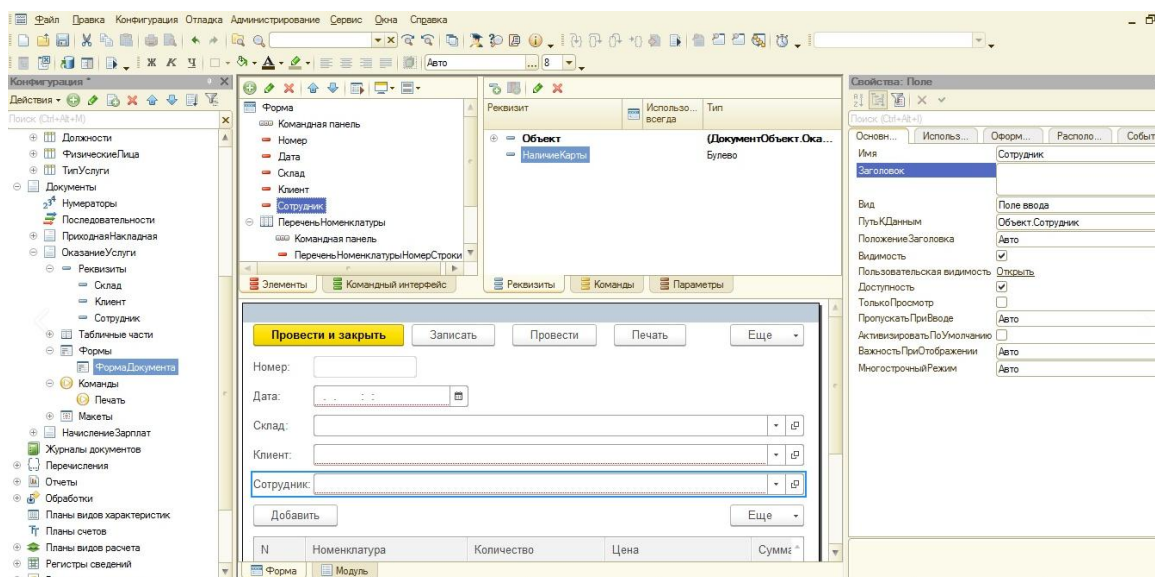 Файл Правка Конфигурация Отладка Администрирование Сервис Окна Справка
Ж К Ч А Авто ... 8
Конфигурация *
Действия
Поиск (Ctrl+Alt+M)
Должности
ФизическиеЛица
ТипУслуги
Документы
Нумераторы
Последовательности
ПриходнаяНакладная
ОказаниеУслуги
Реквизиты
Склад
Клиент
Сотрудник
Табличные части
Формы
ФормаДокумента
Команды
Печать
Макеты
НачислениеЗарплат
Журналы документов
Перечисления
Отчеты
Обработки
Планы видов характеристик
Планы счетов
Планы видов расчета
Регистры сведений
Форма
Командная панель
Номер
Дата
Склад
Клиент
Сотрудник
ПереченьНоменклатуры
Командная панель
ПереченьНоменклатурыНомерСтроки
Элементы Командный интерфейс
Реквизит Использо... всегда Тип
Объект (ДокументОбъект.Ока...
НаличиеКарты Булево
Реквизиты Команды Параметры
Провести и закрыть Записать Провести Печать Еще
Номер:
Дата: . . : :
Склад:
Клиент:
Сотрудник:
Добавить Еще
N Номенклатура Количество Цена Сумма
Форма Модуль
Свойства: Поле
Поиск (Ctrl+Alt+I)
Основн... Использ... Оформ... Располо... Событ
Имя Сотрудник
Заголовок
Вид Поле ввода
ПутьКДанным Объект.Сотрудник
ПоложениеЗаголовка Авто
Видимость
Пользовательская видимость Открыть
Доступность
ТолькоПросмотр
ПропускатьПриВводе Авто
АктивизироватьПоУмолчанию
ВажностьПриОтображении Авто
МногострочныйРежим Авто